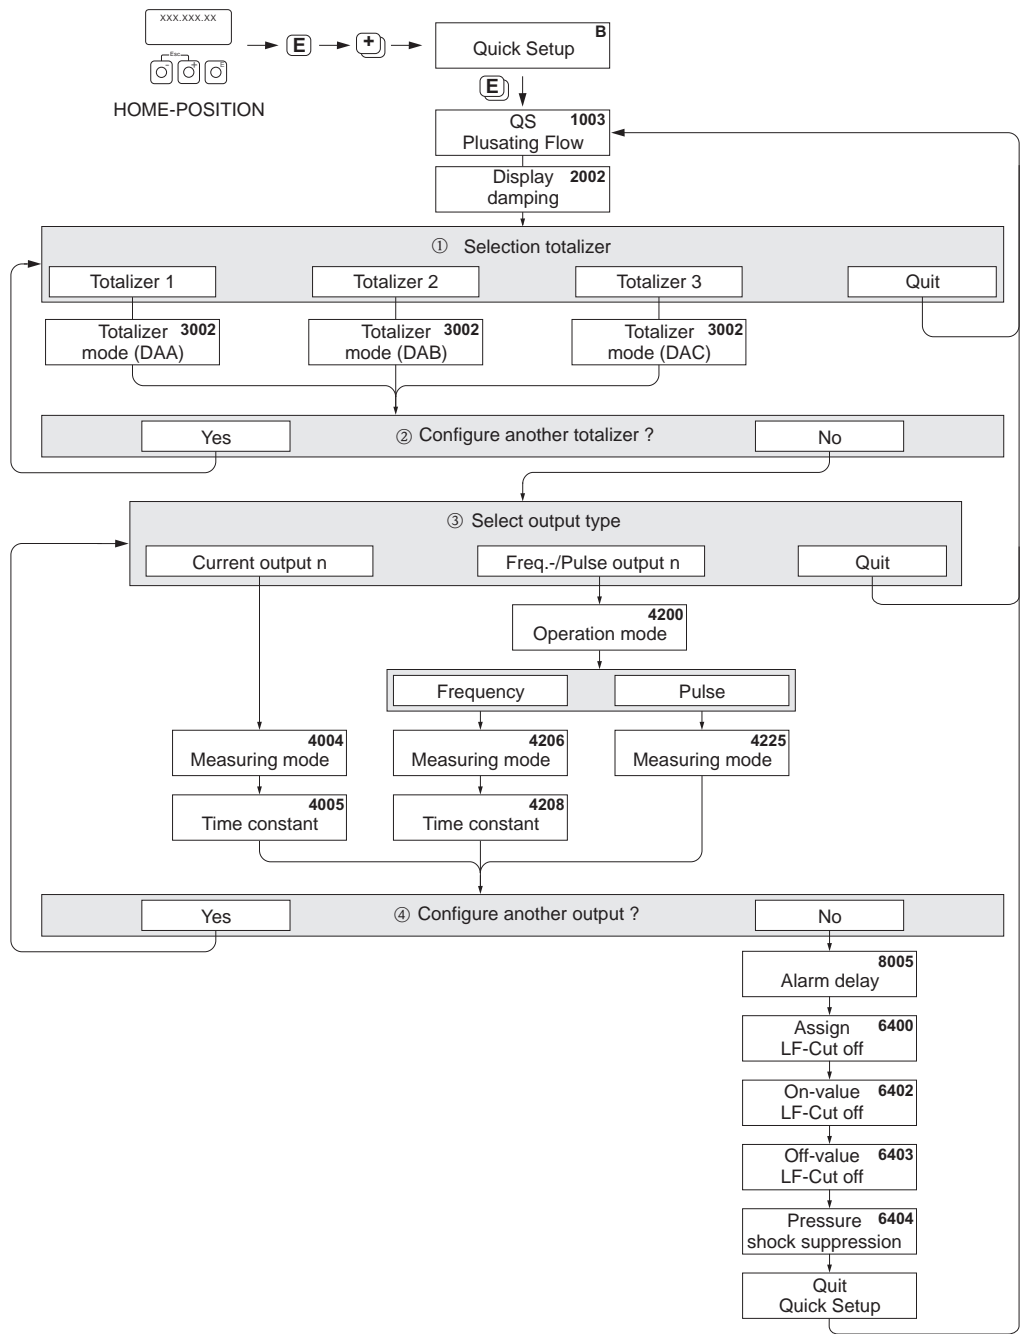 xxx.xxx.xx
Esc
- + E
HOME-POSITION
E
+
B
Quick Setup
E
QS 1003
Plusating Flow
Display 2002
damping
① Selection totalizer
Totalizer 1
Totalizer 2
Totalizer 3
Quit
Totalizer 3002
mode (DAA)
Totalizer 3002
mode (DAB)
Totalizer 3002
mode (DAC)
Yes
② Configure another totalizer ?
No
③ Select output type
Current output n
Freq.-/Pulse output n
Quit
4200
Operation mode
Frequency
Pulse
4004
Measuring mode
4206
Measuring mode
4225
Measuring mode
4005
Time constant
4208
Time constant
Yes
④ Configure another output ?
No
8005
Alarm delay
Assign 6400
LF-Cut off
On-value 6402
LF-Cut off
Off-value 6403
LF-Cut off
Pressure 6404
shock suppression
Quit
Quick Setup